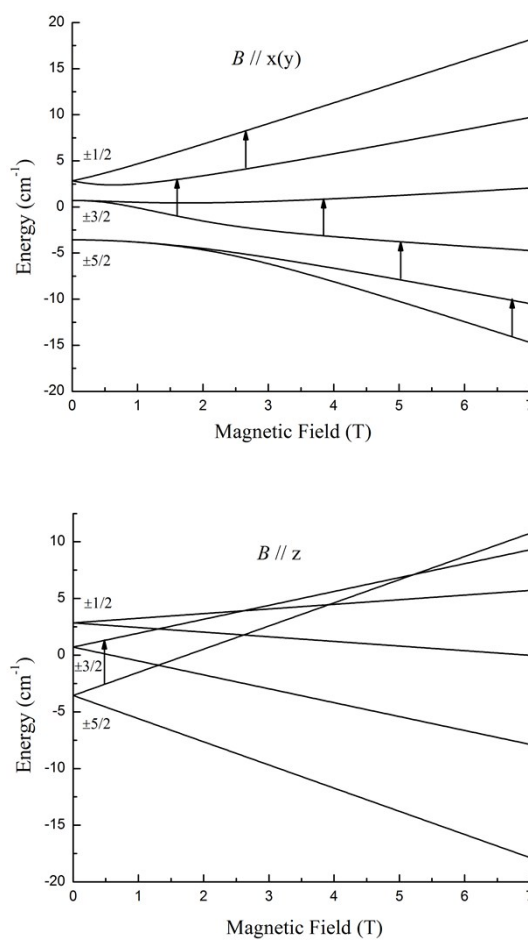 B // x(y)
20
15
10
5
0
-5
-10
-15
-20
±1/2
±3/2
±5/2
Energy (cm⁻¹)
0 1 2 3 4 5 6 7
Magnetic Field (T)
B // z
10
5
0
-5
-10
-15
-20
±1/2
±3/2
±5/2
Energy (cm⁻¹)
0 1 2 3 4 5 6 7
Magnetic Field (T)